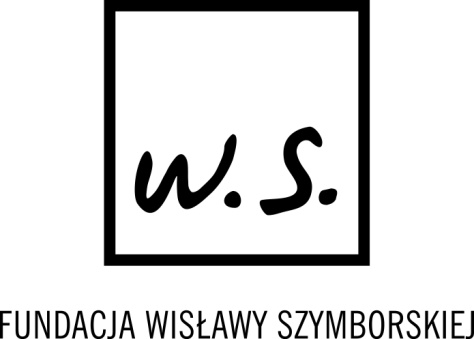 w. s.
FUNDACJA WISŁAWY SZYMBORSKIEJ